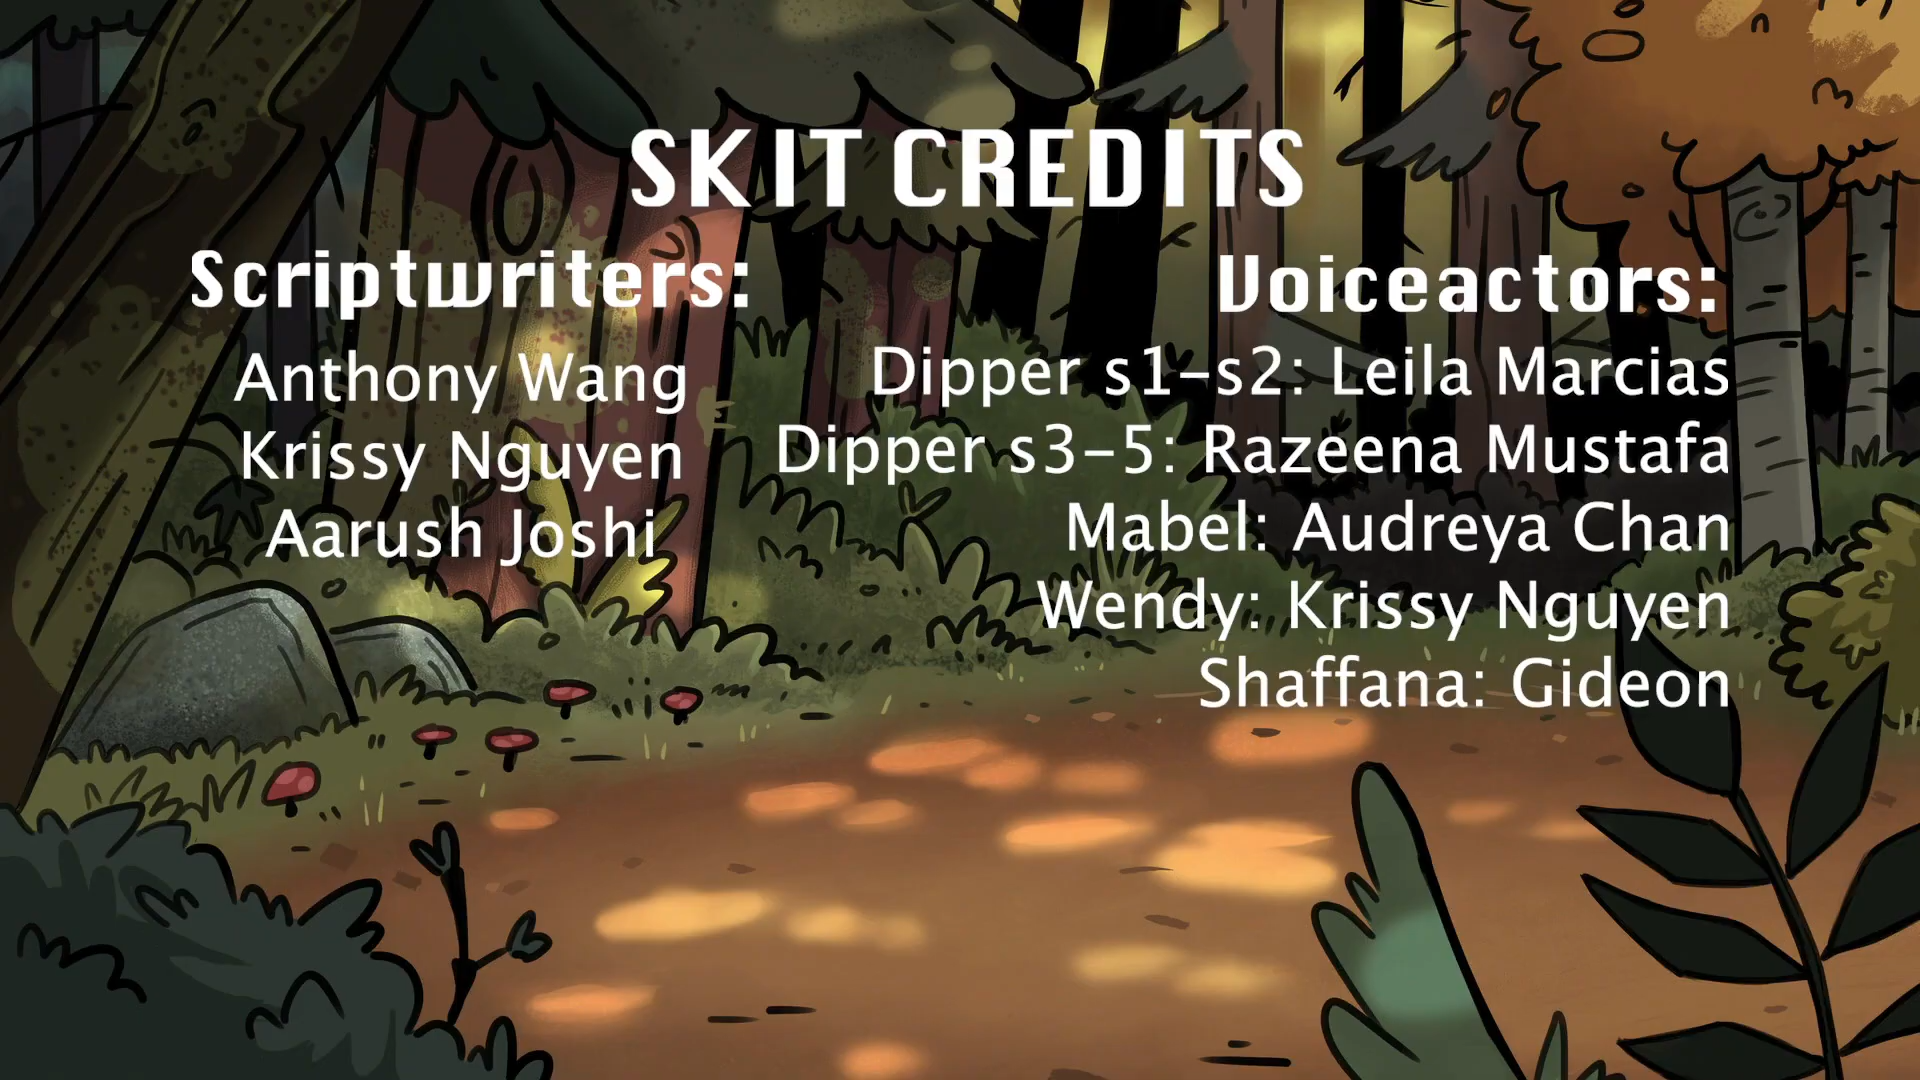 SKIT CREDITS
Scriptwriters:
Anthony Wang
Krissy Nguyen
Aarush Joshi
Voiceactors:
Dipper s1-s2: Leila Marcias
Dipper s3-5: Razeena Mustafa
Mabel: Audreya Chan
Wendy: Krissy Nguyen
Shaffana: Gideon